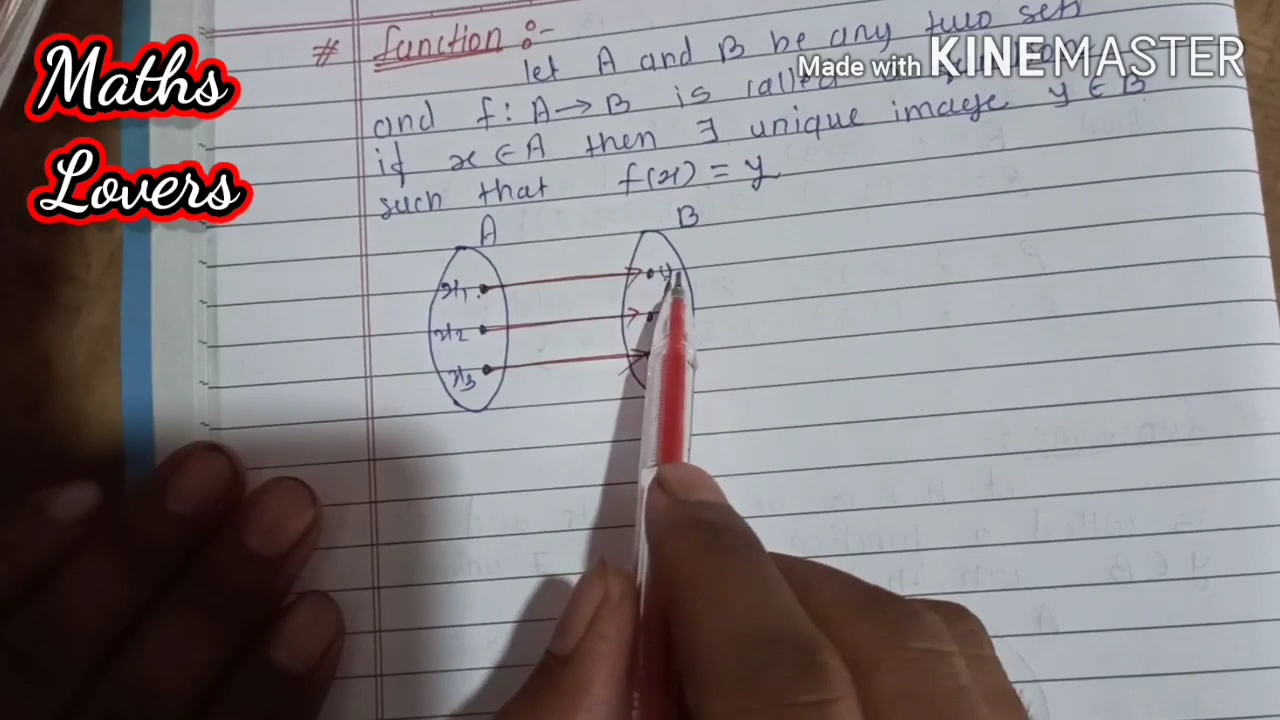 Maths
Lovers
Made with KINEMASTER
# function :-
let A and B be any two sets
and f: A → B is called
if x ∈ A then ∃ unique image y ∈ B
such that f(x) = y
A B
x1
x2
x3